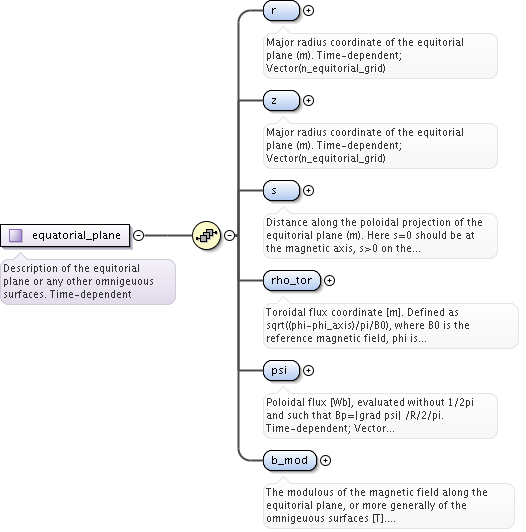 r
Major radius coordinate of the equitorial
plane (m). Time-dependent;
Vector(n_equitorial_grid)
z
Major radius coordinate of the equitorial
plane (m). Time-dependent;
Vector(n_equitorial_grid)
s
Distance along the poloidal projection of the
equitorial plane (m). Here s=0 should be at
the magnetic axis, s>0 on the...
equatorial_plane
Description of the equitorial
plane or any other omnigeuous
surfaces. Time-dependent
rho_tor
Toroidal flux coordinate [m]. Defined as
sqrt((phi-phi_axis)/pi/B0), where B0 is the
reference magnetic field, phi is...
psi
Poloidal flux [Wb], evaluated without 1/2pi
and such that Bp=|grad psi| /R/2/pi.
Time-dependent; Vector...
b_mod
The modulous of the magnetic field along the
equitorial plane, or more generally of the
omnigeuous surfaces [T]....